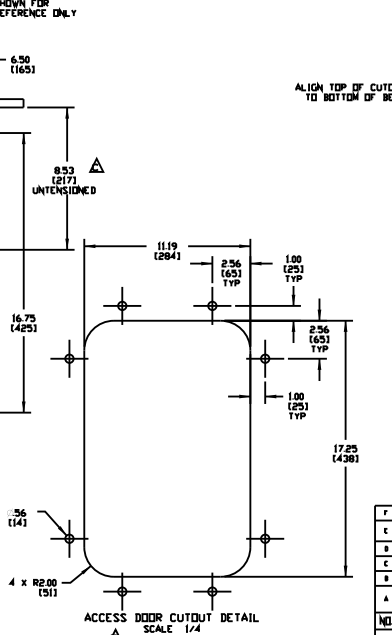 HOWN FOR
EFERENCE ONLY
6.50
[165]
ALIGN TOP OF CUTO
TO BOTTOM OF BE
8.53
[217]
UNTENSIONED
C
11.19
[284]
2.56
[65]
TYP
1.00
[25]
TYP
16.75
[425]
2.56
[65]
TYP
1.00
[25]
TYP
17.25
[438]
.56
[14]
4 X R2.00
[51]
ACCESS DOOR CUTOUT DETAIL
SCALE 1/4
F
E
D
C
B
A
NO